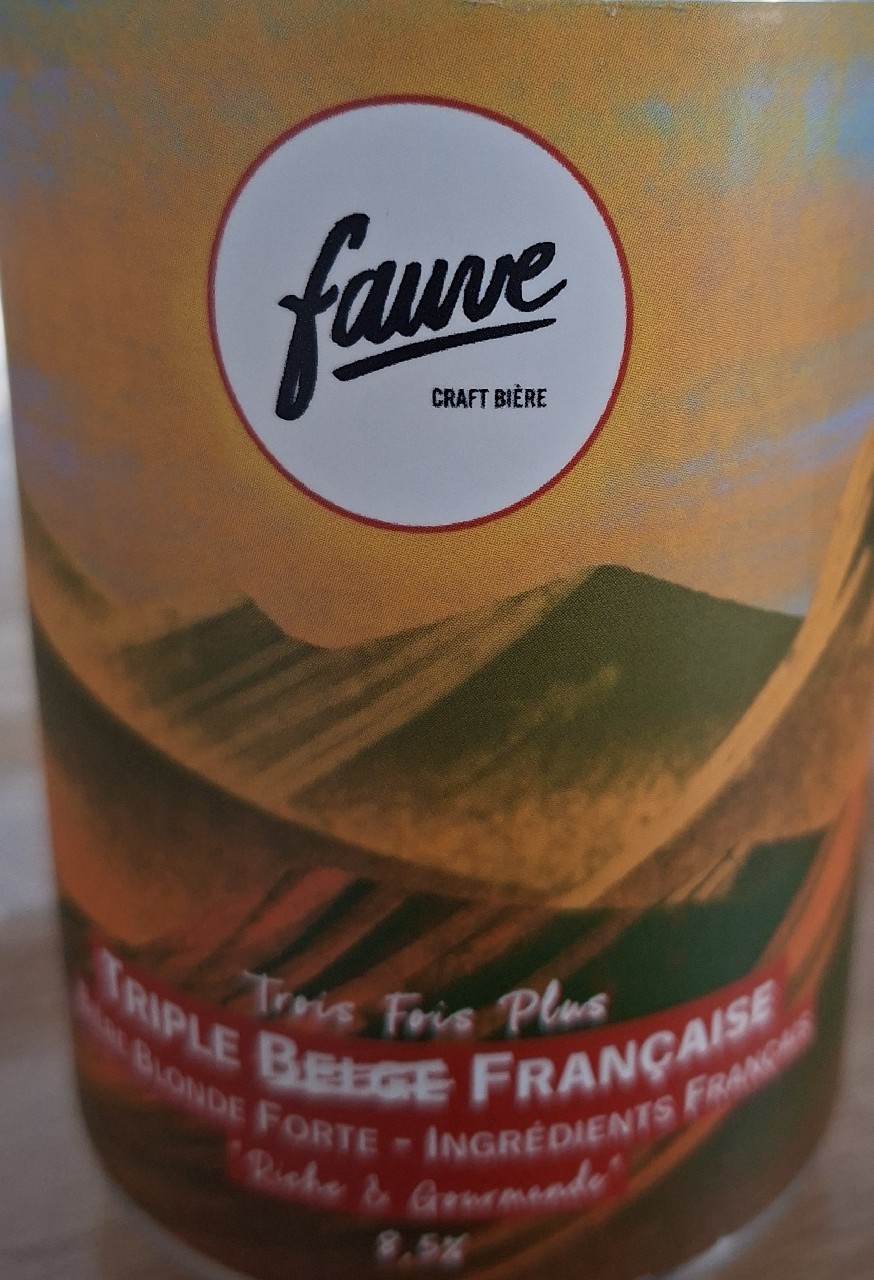 fauve
CRAFT BIÈRE
Trois Fois Plus
TRIPLE BELGE FRANÇAISE
BIÈRE BLONDE FORTE - INGRÉDIENTS FRANÇAIS
"Riche & Gourmande"
8,5%